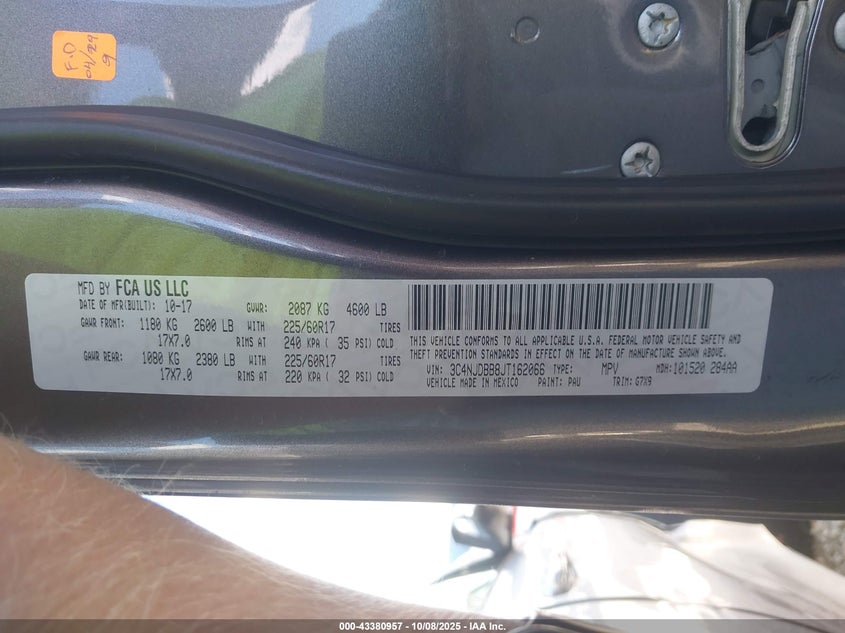 F.D
04/29
9
MFD BY FCA US LLC
DATE OF MFR(BUILT): 10-17 GVWR: 2087 KG 4600 LB
GAWR FRONT: 1180 KG 2600 LB WITH 225/60R17 TIRES
17X7.0 RIMS AT 240 KPA ( 35 PSI) COLD
GAWR REAR: 1080 KG 2380 LB WITH 225/60R17 TIRES
17X7.0 RIMS AT 220 KPA ( 32 PSI) COLD
THIS VEHICLE CONFORMS TO ALL APPLICABLE U.S.A. FEDERAL MOTOR VEHICLE SAFETY AND
THEFT PREVENTION STANDARDS IN EFFECT ON THE DATE OF MANUFACTURE SHOWN ABOVE.
VIN: 3C4NJDBB8JT162066 TYPE: MPV MDH:101520 284AA
VEHICLE MADE IN MEXICO PAINT: PAU TRIM: G7X9
000-43380957 - 10/08/2025 - IAA Inc.